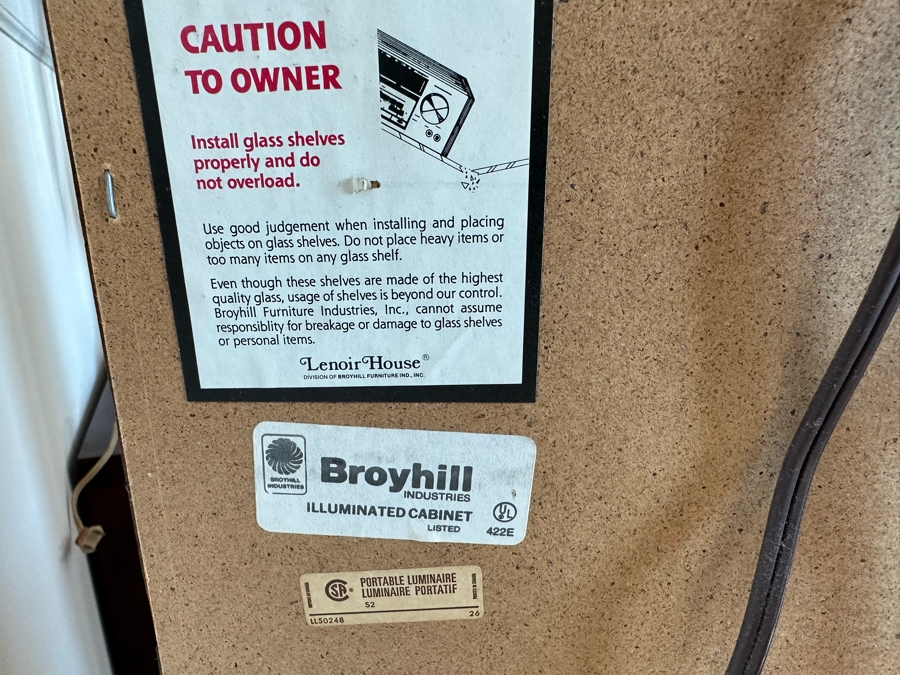 CAUTION
TO OWNER
Install glass shelves
properly and do
not overload.
Use good judgement when installing and placing
objects on glass shelves. Do not place heavy items or
too many items on any glass shelf.
Even though these shelves are made of the highest
quality glass, usage of shelves is beyond our control.
Broyhill Furniture Industries, Inc., cannot assume
responsiblity for breakage or damage to glass shelves
or personal items.
Lenoir House®
DIVISION OF BROYHILL FURNITURE IND., INC.
BROYHILL
INDUSTRIES
Broyhill
INDUSTRIES
ILLUMINATED CABINET
LISTED
UL
422E
CSA
PORTABLE LUMINAIRE
LUMINAIRE PORTATIF
S2
LL50248
26